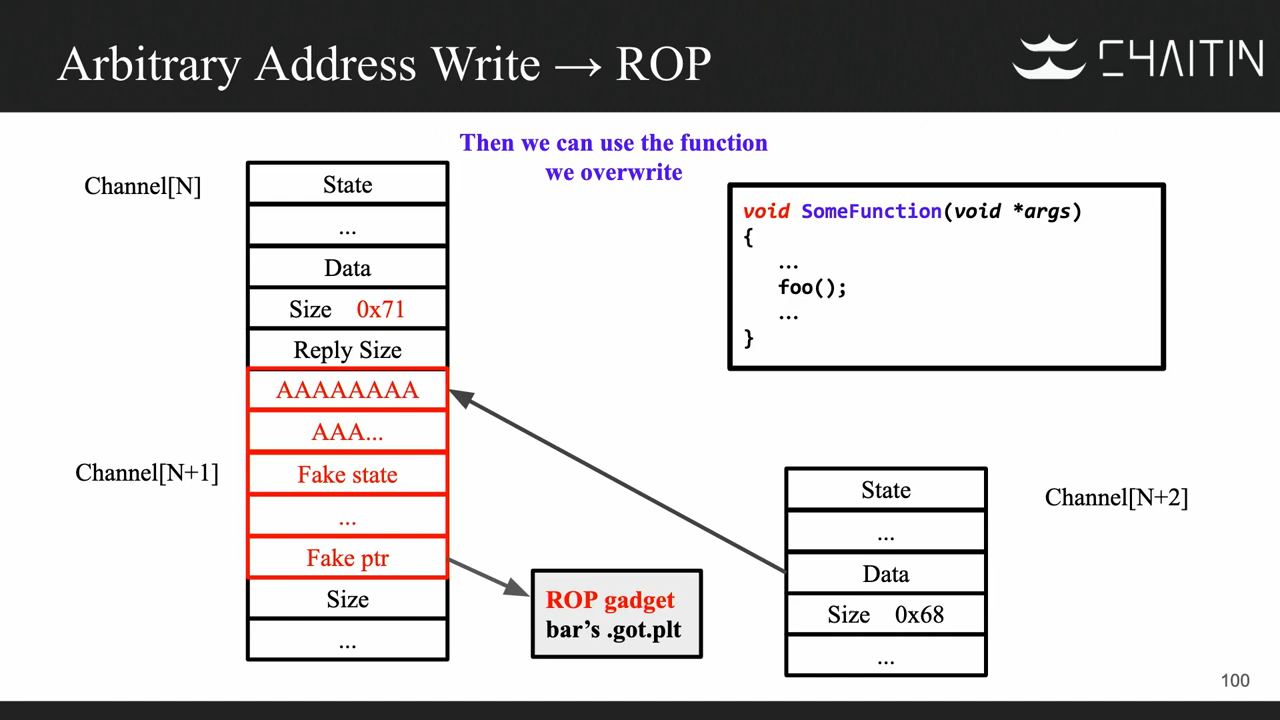 Arbitrary Address Write → ROP
CHAITIN
Then we can use the function
we overwrite
Channel[N]
State
...
Data
Size 0x71
Reply Size
AAAAAAAA
AAA...
Channel[N+1]
Fake state
...
Fake ptr
Size
...
void SomeFunction(void *args)
{
...
foo();
...
}
ROP gadget
bar’s .got.plt
State
Channel[N+2]
...
Data
Size 0x68
...
100